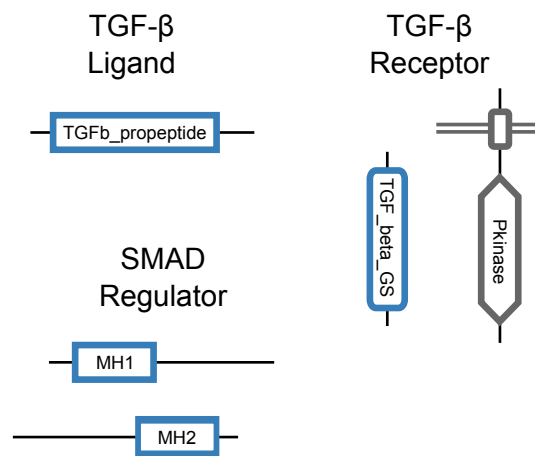 TGF-β
Ligand
TGFb_propeptide
TGF-β
Receptor
TGF_beta_GS
Pkinase
SMAD
Regulator
MH1
MH2